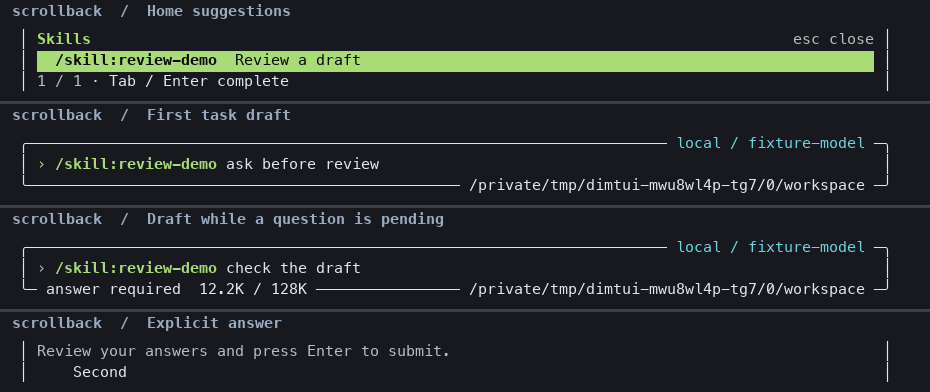 scrollback / Home suggestions
Skills esc close
/skill:review-demo Review a draft
1 / 1 · Tab / Enter complete
scrollback / First task draft
local / fixture-model
› /skill:review-demo ask before review
/private/tmp/dimtui-mwu8wl4p-tg7/0/workspace
scrollback / Draft while a question is pending
local / fixture-model
› /skill:review-demo check the draft
answer required 12.2K / 128K /private/tmp/dimtui-mwu8wl4p-tg7/0/workspace
scrollback / Explicit answer
Review your answers and press Enter to submit.
Second